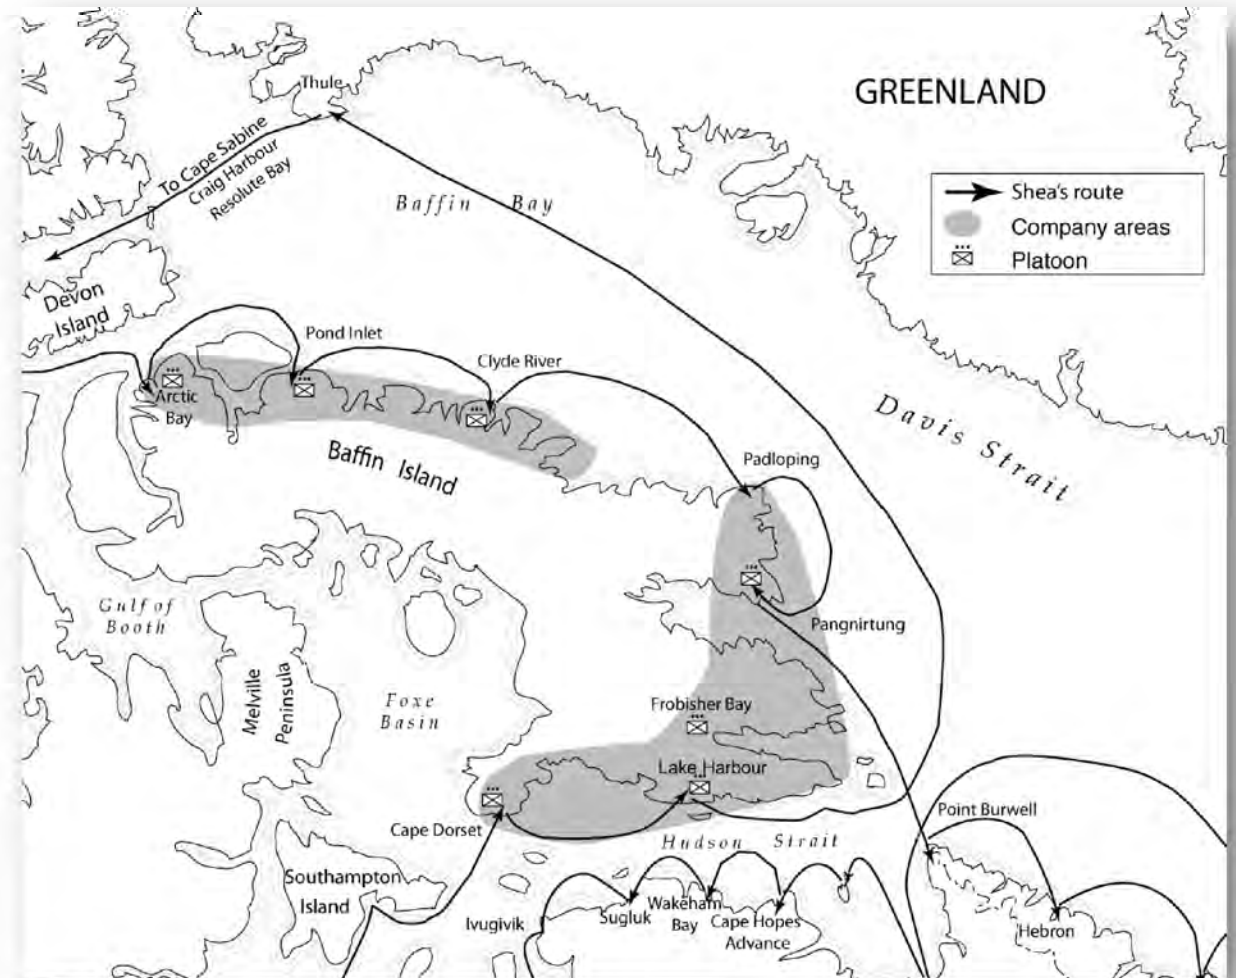 Thule
GREENLAND
To Cape Sabine
Craig Harbour
Resolute Bay
Baffin Bay
Shea's route
Company areas
Platoon
Devon
Island
Pond Inlet
Clyde River
Arctic
Bay
Baffin Island
Davis Strait
Padloping
Gulf of
Booth
Pangnirtung
Melville
Peninsula
Foxe
Basin
Frobisher Bay
Lake Harbour
Cape Dorset
Point Burwell
Hudson Strait
Southampton
Island
Ivugivik
Sugluk
Wakeham
Bay
Cape Hopes
Advance
Hebron